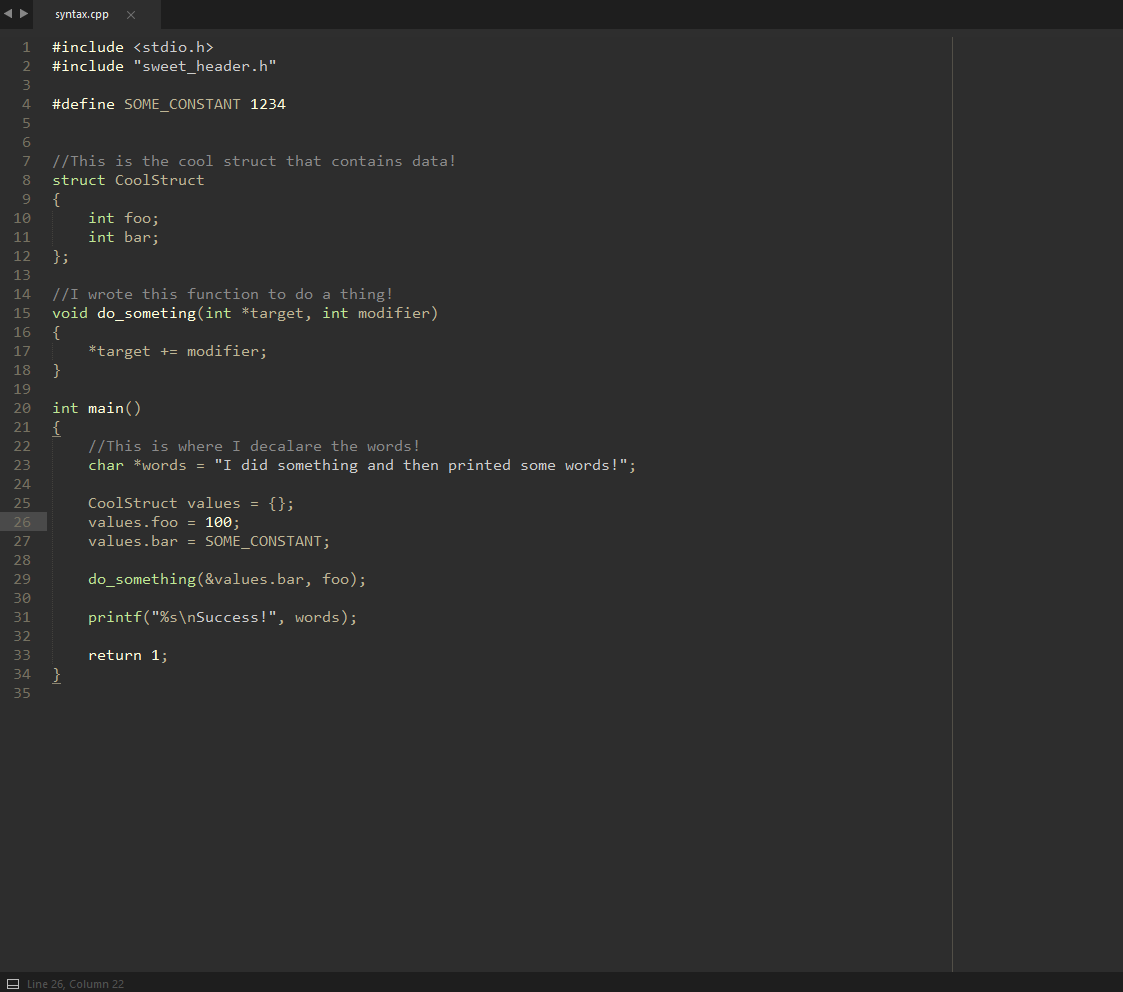 syntax.cpp
1 #include <stdio.h>
2 #include "sweet_header.h"
3
4 #define SOME_CONSTANT 1234
5
6
7 //This is the cool struct that contains data!
8 struct CoolStruct
9 {
10     int foo;
11     int bar;
12 };
13
14 //I wrote this function to do a thing!
15 void do_someting(int *target, int modifier)
16 {
17     *target += modifier;
18 }
19
20 int main()
21 {
22     //This is where I decalare the words!
23     char *words = "I did something and then printed some words!";
24
25     CoolStruct values = {};
26     values.foo = 100;
27     values.bar = SOME_CONSTANT;
28
29     do_something(&values.bar, foo);
30
31     printf("%s\nSuccess!", words);
32
33     return 1;
34 }
35
Line 26, Column 22